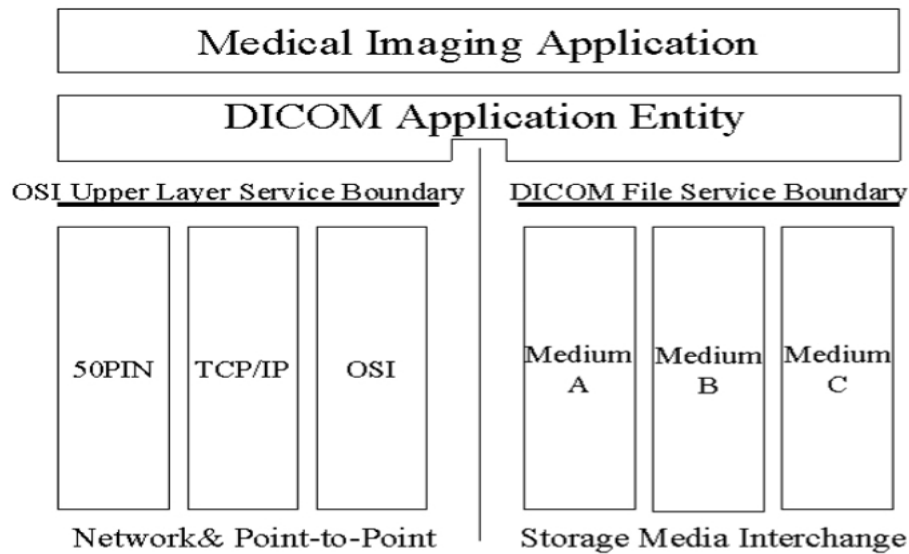 Medical Imaging Application
DICOM Application Entity
OSI Upper Layer Service Boundary
DICOM File Service Boundary
50PIN
TCP/IP
OSI
Medium
A
Medium
B
Medium
C
Network& Point-to-Point
Storage Media Interchange